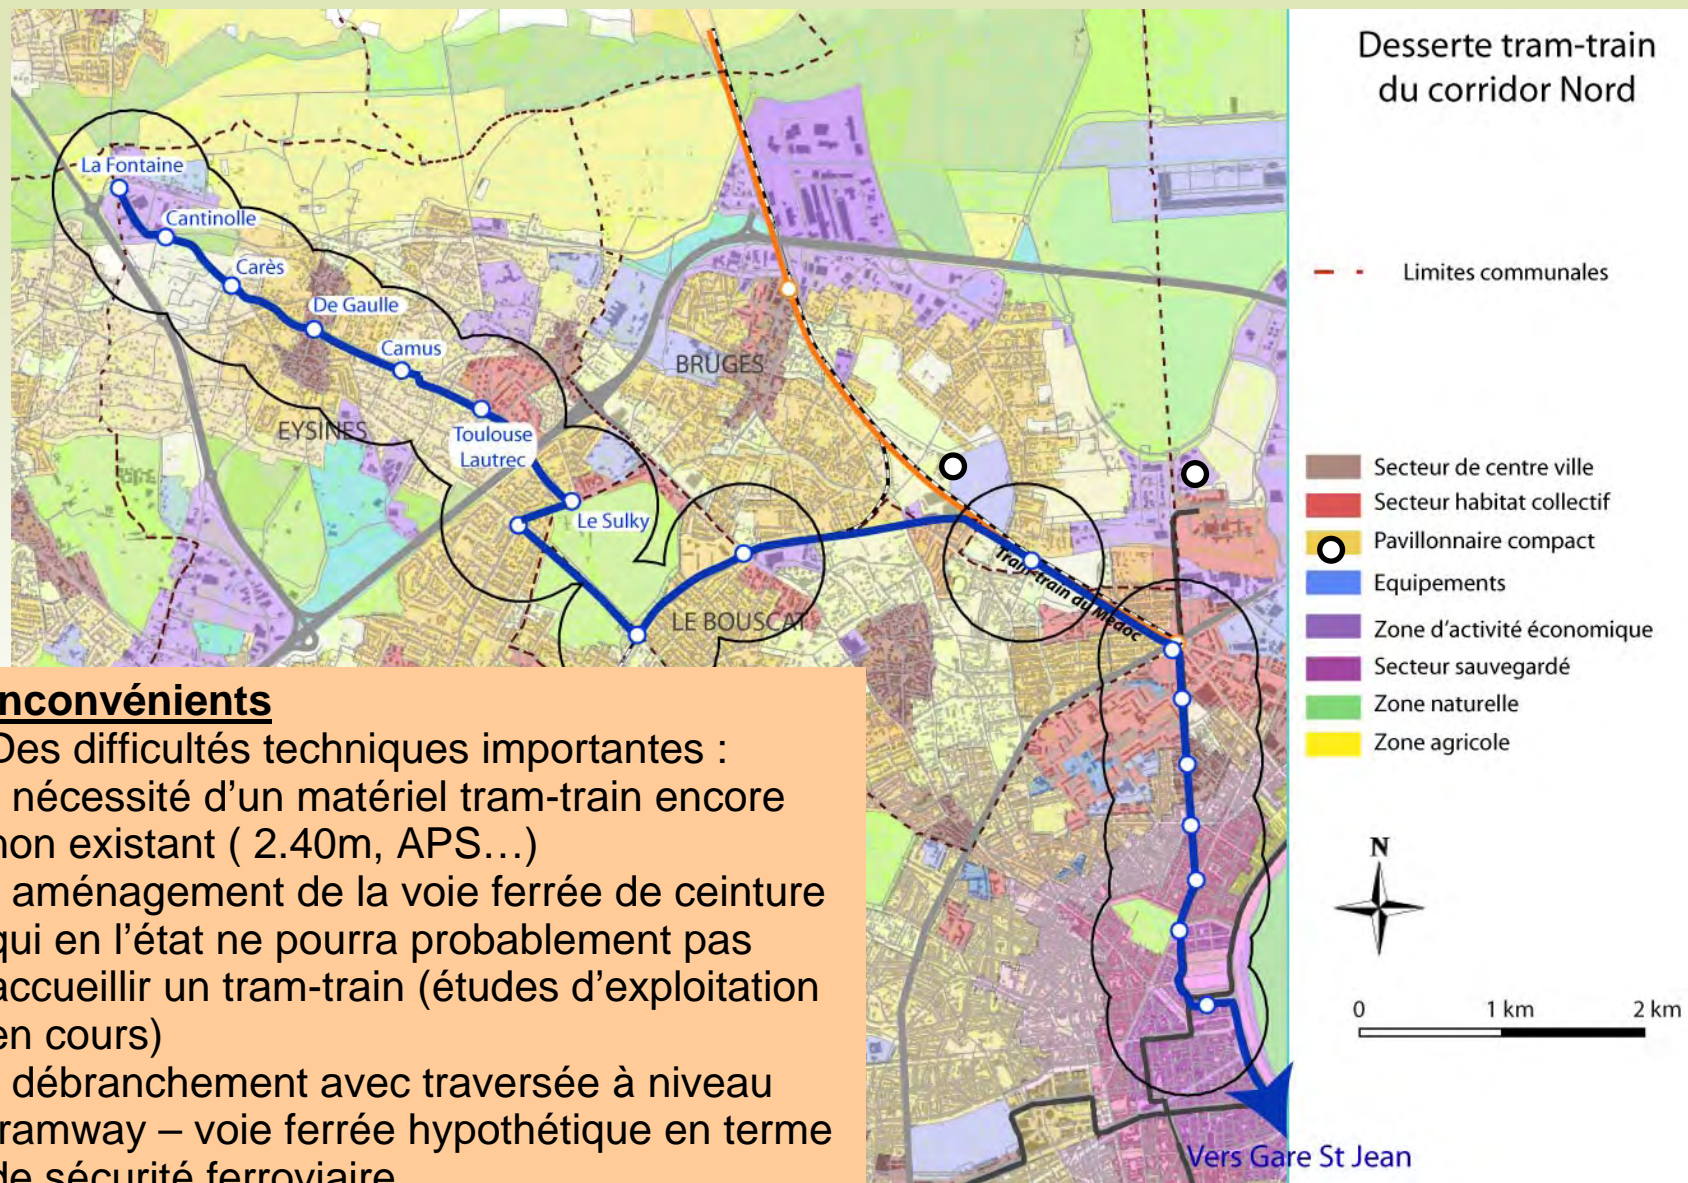 Desserte tram-train
du corridor Nord
La Fontaine
Cantinolle
Carès
De Gaulle
Camus
Toulouse
Lautrec
Le Sulky
EYSINES
BRUGES
LE BOUSCAT
Tram-train du Médoc
Vers Gare St Jean
Limites communales
Secteur de centre ville
Secteur habitat collectif
Pavillonnaire compact
Equipements
Zone d'activité économique
Secteur sauvegardé
Zone naturelle
Zone agricole
N
0 1 km 2 km
nconvénients
Des difficultés techniques importantes :
nécessité d’un matériel tram-train encore
non existant ( 2.40m, APS…)
aménagement de la voie ferrée de ceinture
qui en l’état ne pourra probablement pas
accueillir un tram-train (études d’exploitation
en cours)
débranchement avec traversée à niveau
ramway – voie ferrée hypothétique en terme
de sécurité ferroviaire